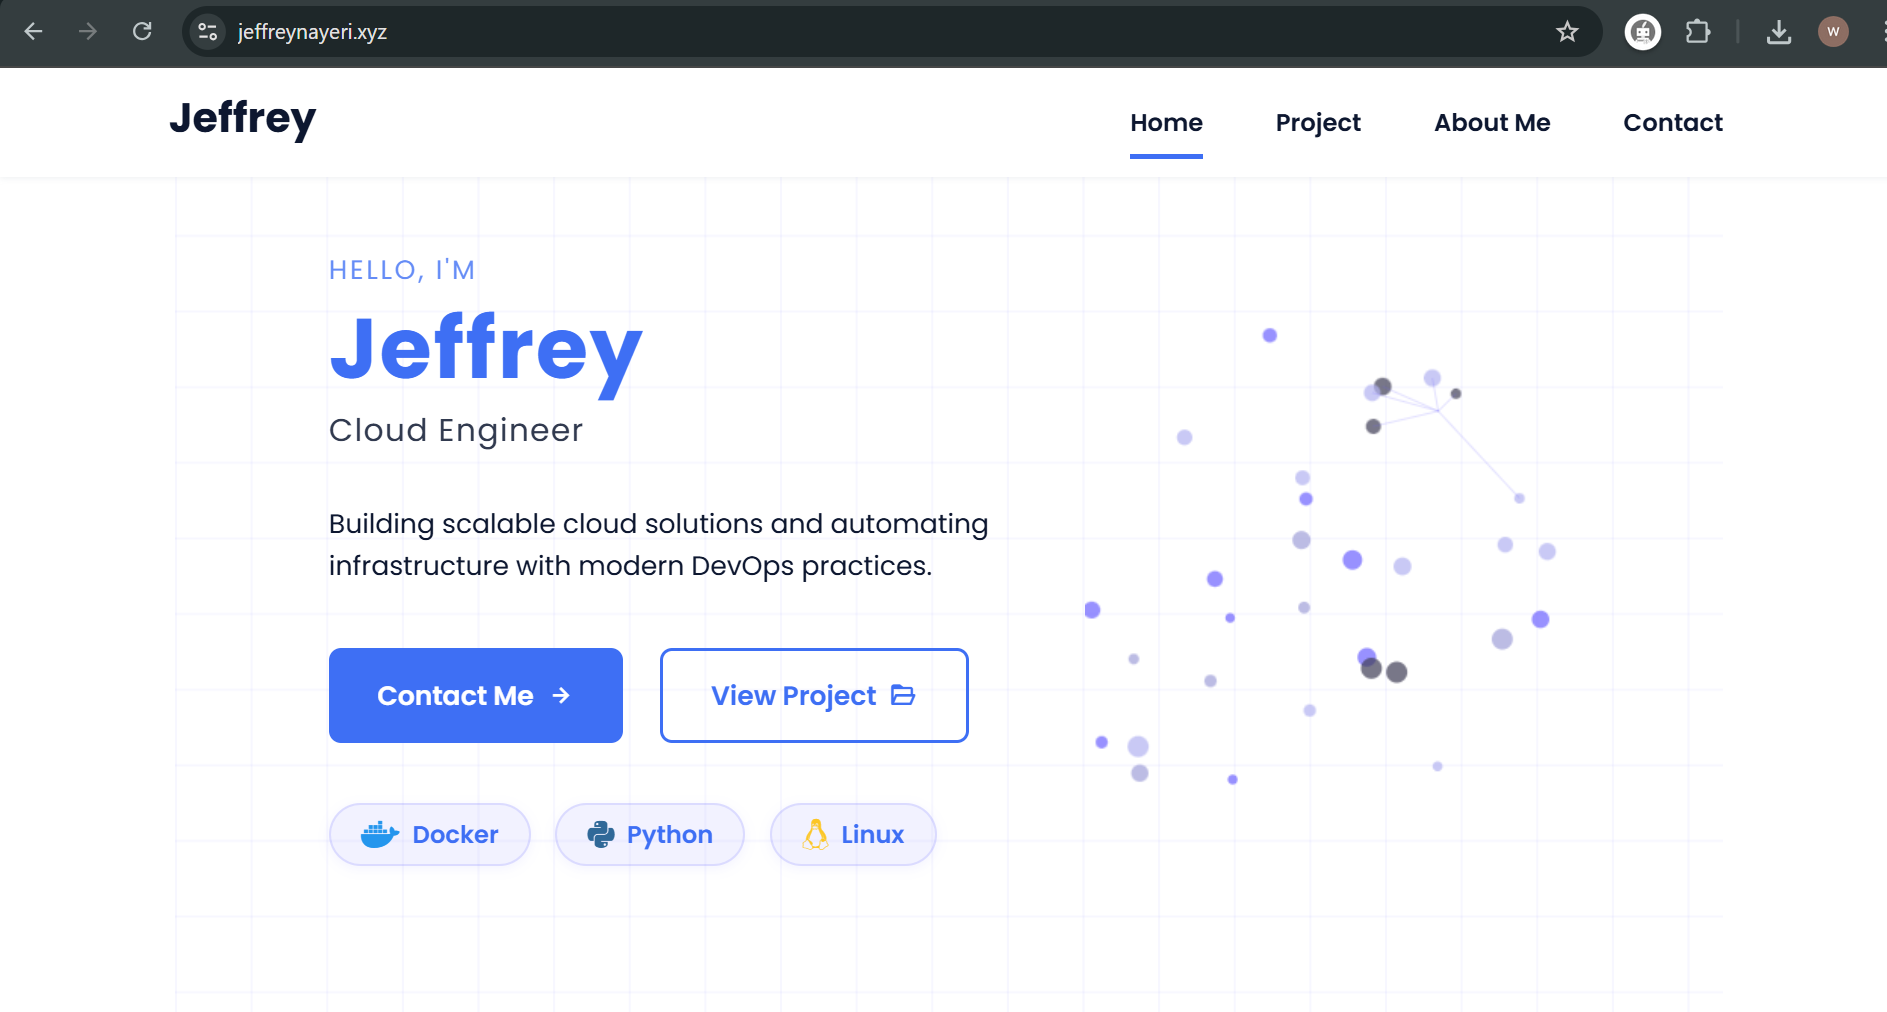 jeffreynayeri.xyz
W
Jeffrey
Home Project About Me Contact
HELLO, I'M
Jeffrey
Cloud Engineer
Building scalable cloud solutions and automating
infrastructure with modern DevOps practices.
Contact Me View Project
Docker Python Linux